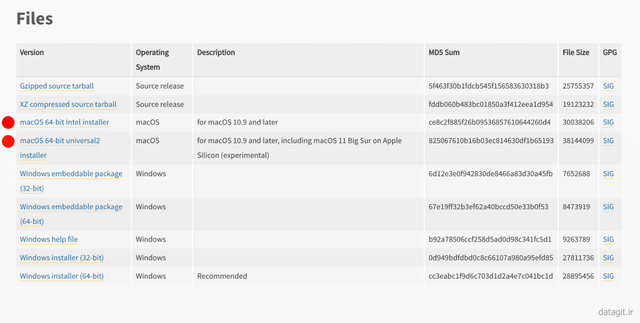 Files
Version Operating System Description MD5 Sum File Size GPG
Gzipped source tarball Source release 5f463f30b1fdcb545f156583630318b3 25755357 SIG
XZ compressed source tarball Source release fddb060b483bc01850a3f412eea1d954 19123232 SIG
macOS 64-bit Intel installer macOS for macOS 10.9 and later ce8c2f885f26b09536857610644260d4 30038206 SIG
macOS 64-bit universal2 installer macOS for macOS 10.9 and later, including macOS 11 Big Sur on Apple Silicon (experimental) 825067610b16b03ec814630df1b65193 38144099 SIG
Windows embeddable package (32-bit) Windows 6d12e3e0f942830de8466a83d30a45fb 7652688 SIG
Windows embeddable package (64-bit) Windows 67e19ff32b3ef62a40bccd50e33b0f53 8473919 SIG
Windows help file Windows b92a78506ccf258d5ad0d98c341fc5d1 9263789 SIG
Windows installer (32-bit) Windows 0d949bdfdbd0c8c66107a980a95efd85 27811736 SIG
Windows installer (64-bit) Windows Recommended cc3eabc1f9d6c703d1d2a4e7c041bc1d 28895456 SIG
datagit.ir